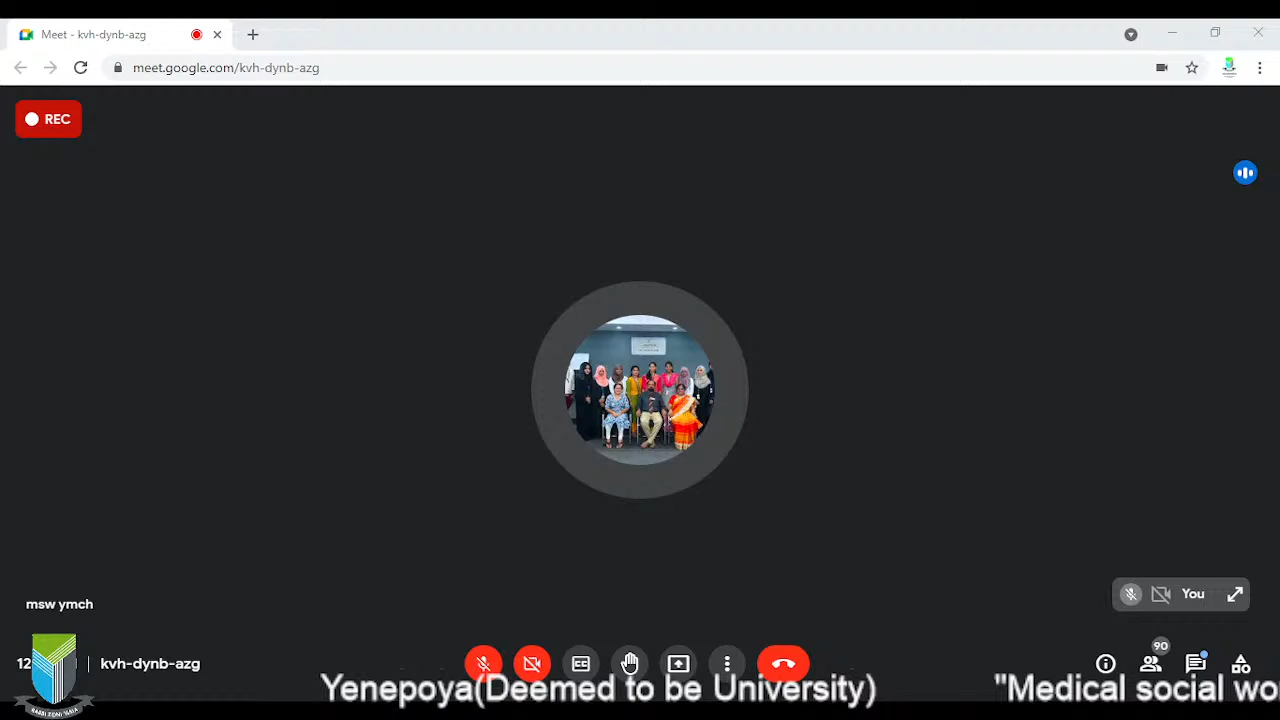 Meet - kvh-dynb-azg
meet.google.com/kvh-dynb-azg
REC
msw ymch
You
12
kvh-dynb-azg
CC
90
Yenepoya(Deemed to be University) "Medical social wo